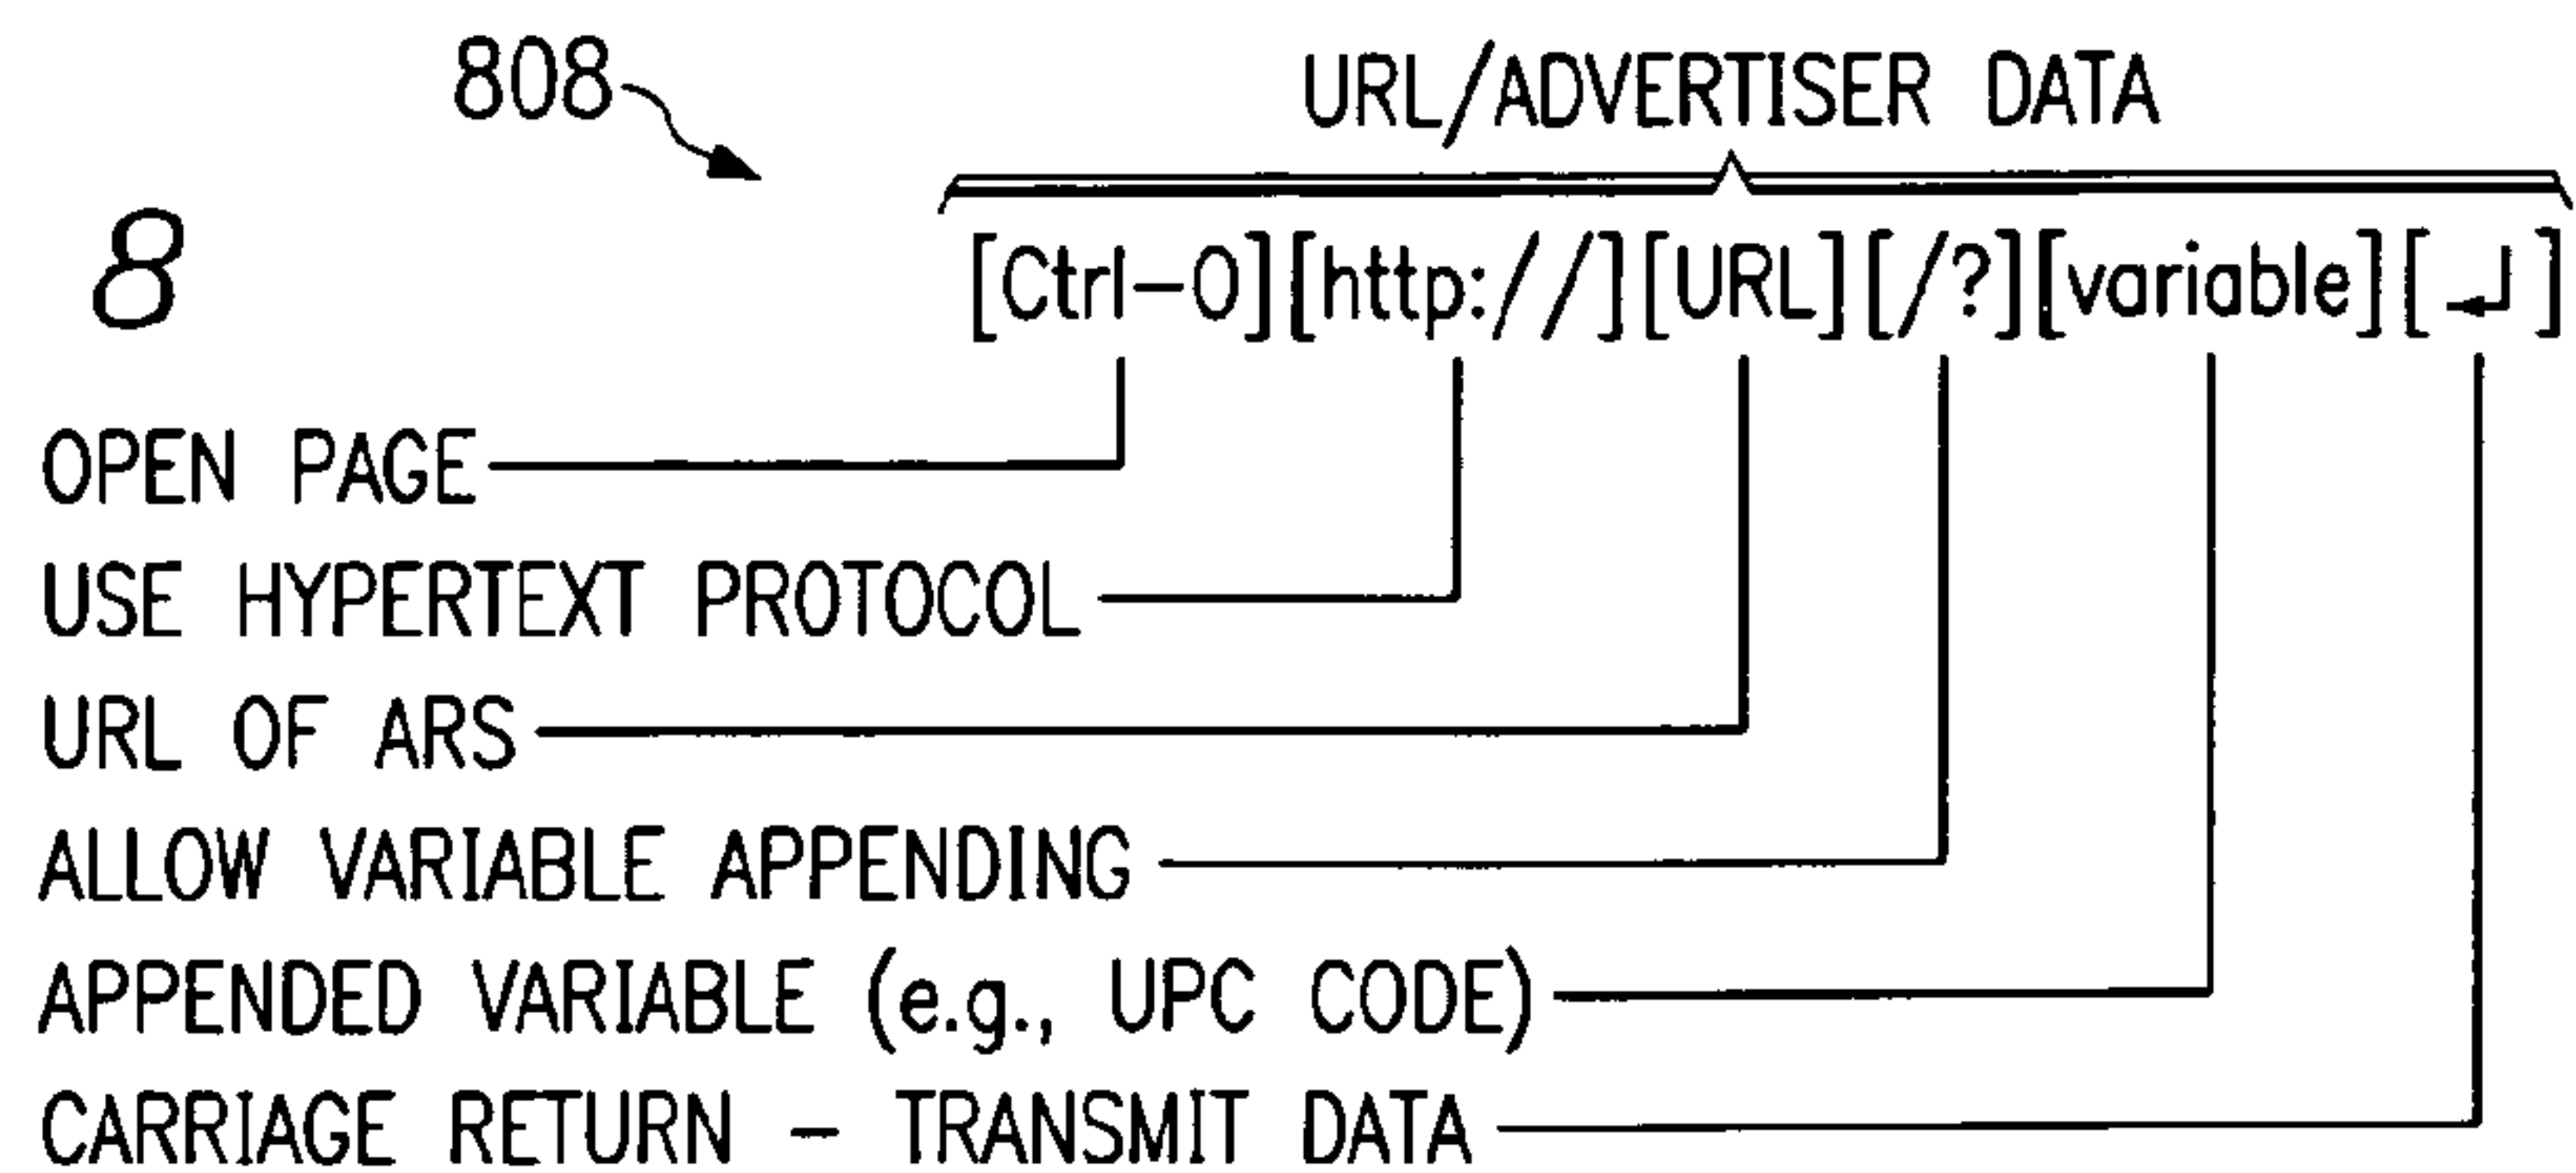 808
URL/ADVERTISER DATA
8
[Ctrl-O][http://][URL][/?][variable][↵]
OPEN PAGE
USE HYPERTEXT PROTOCOL
URL OF ARS
ALLOW VARIABLE APPENDING
APPENDED VARIABLE (e.g., UPC CODE)
CARRIAGE RETURN - TRANSMIT DATA